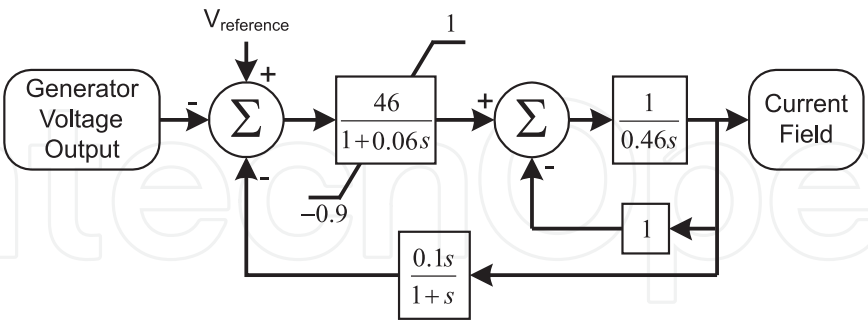 V_reference
1
Generator
Voltage
Output
-
+
Σ
-
46
1+0.06s
-0.9
+
Σ
-
1
0.46s
Current
Field
1
0.1s
1+s